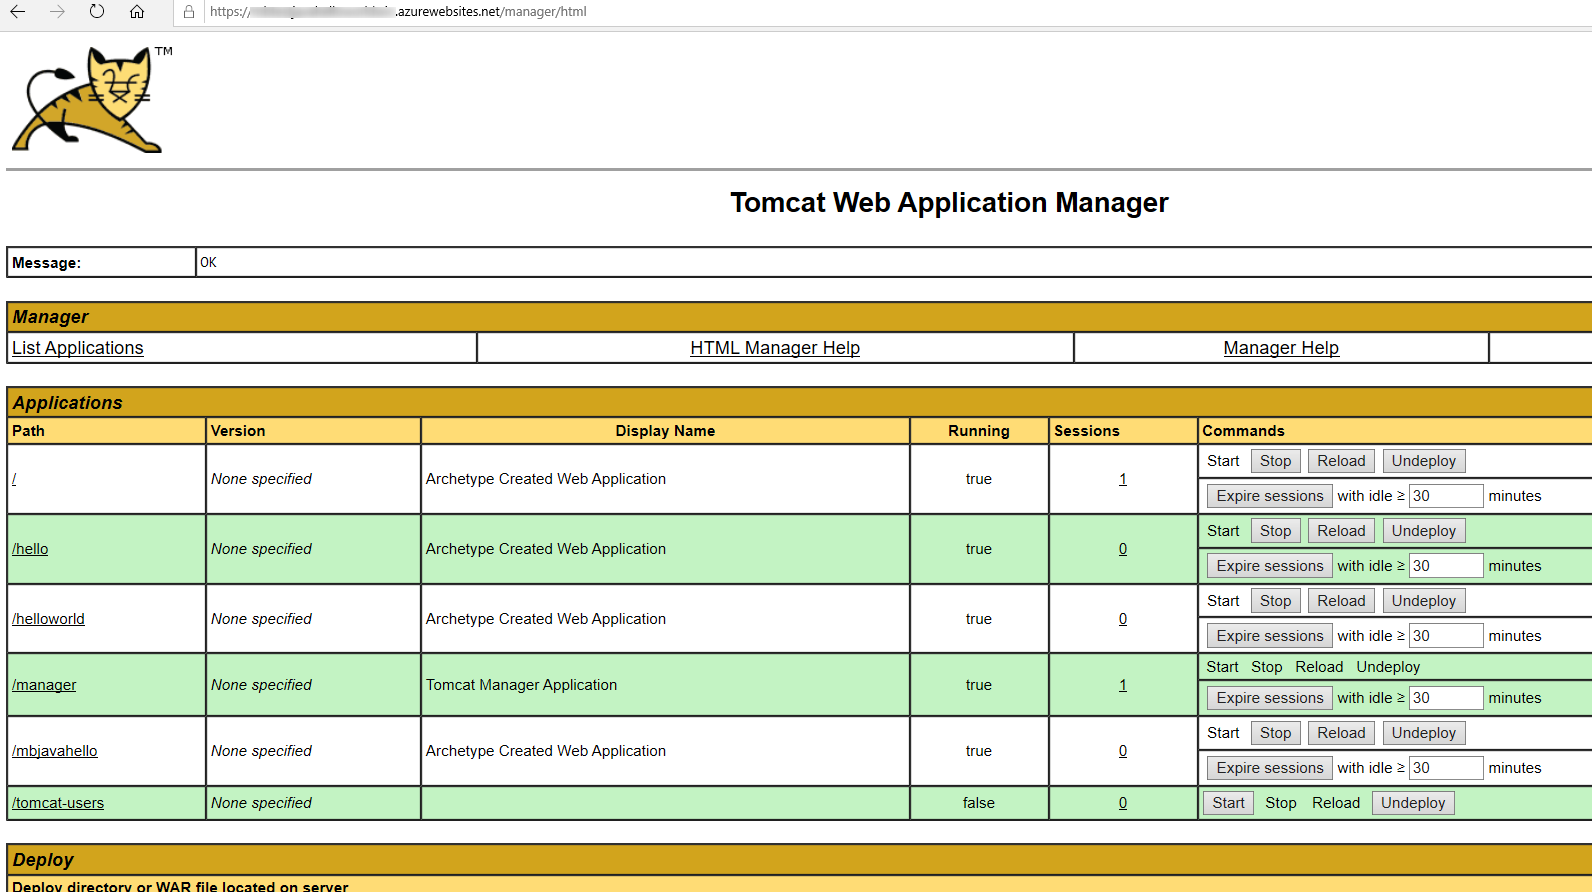 https://.azurewebsites.net/manager/html
TM
Tomcat Web Application Manager
Message: OK
Manager
List Applications HTML Manager Help Manager Help
Applications
Path Version Display Name Running Sessions Commands
/ None specified Archetype Created Web Application true 1 Start Stop Reload Undeploy
Expire sessions with idle ≥ 30 minutes
/hello None specified Archetype Created Web Application true 0 Start Stop Reload Undeploy
Expire sessions with idle ≥ 30 minutes
/helloworld None specified Archetype Created Web Application true 0 Start Stop Reload Undeploy
Expire sessions with idle ≥ 30 minutes
/manager None specified Tomcat Manager Application true 1 Start Stop Reload Undeploy
Expire sessions with idle ≥ 30 minutes
/mbjavahello None specified Archetype Created Web Application true 0 Start Stop Reload Undeploy
Expire sessions with idle ≥ 30 minutes
/tomcat-users None specified false 0 Start Stop Reload Undeploy
Deploy
Deploy directory or WAR file located on server